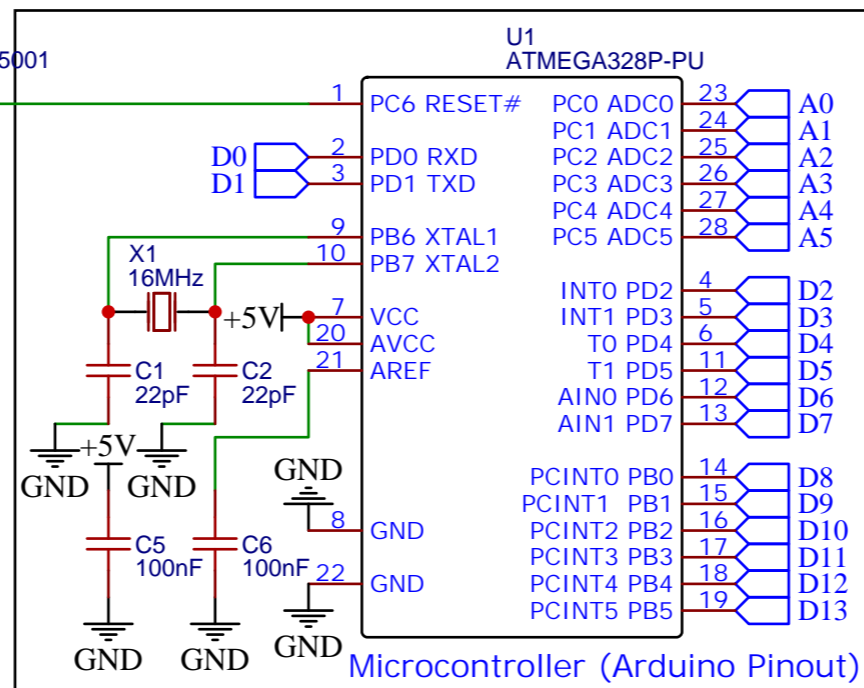 5001
U1
ATMEGA328P-PU
1 PC6 RESET# PC0 ADC0 23 A0
PC1 ADC1 24 A1
D0 2 PD0 RXD PC2 ADC2 25 A2
D1 3 PD1 TXD PC3 ADC3 26 A3
PC4 ADC4 27 A4
9 PB6 XTAL1 PC5 ADC5 28 A5
10 PB7 XTAL2
X1
16MHz
INT0 PD2 4 D2
+5V 7 VCC INT1 PD3 5 D3
20 AVCC T0 PD4 6 D4
21 AREF T1 PD5 11 D5
C1
22pF
C2
22pF
AIN0 PD6 12 D6
AIN1 PD7 13 D7
+5V
GND
GND
GND
PCINT0 PB0 14 D8
PCINT1 PB1 15 D9
8 GND PCINT2 PB2 16 D10
C5
100nF
C6
100nF
PCINT3 PB3 17 D11
22 GND PCINT4 PB4 18 D12
PCINT5 PB5 19 D13
GND
GND
GND
Microcontroller (Arduino Pinout)